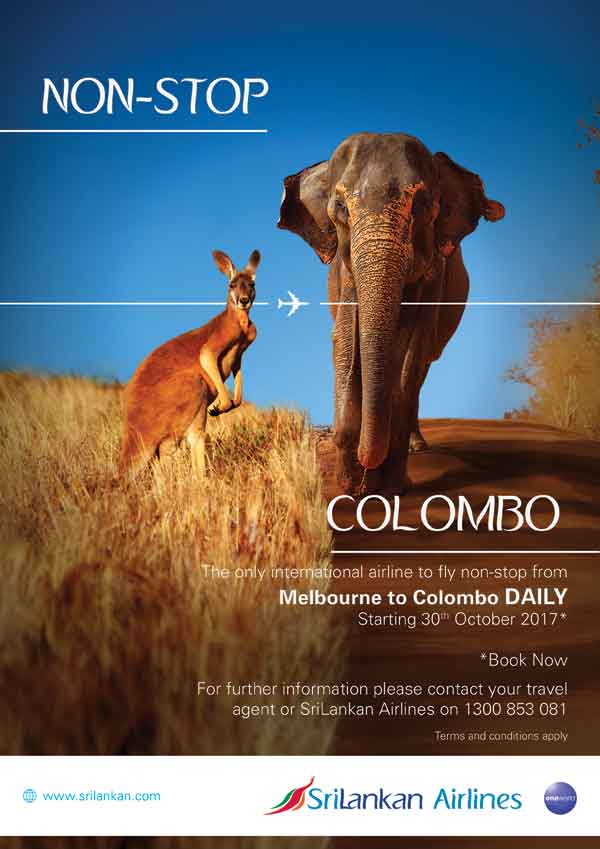 NON-STOP
COLOMBO
The only international airline to fly non-stop from
Melbourne to Colombo DAILY
Starting 30th October 2017*
*Book Now
For further information please contact your travel
agent or SriLankan Airlines on 1300 853 081
Terms and conditions apply
www.srilankan.com
SriLankan Airlines
oneworld